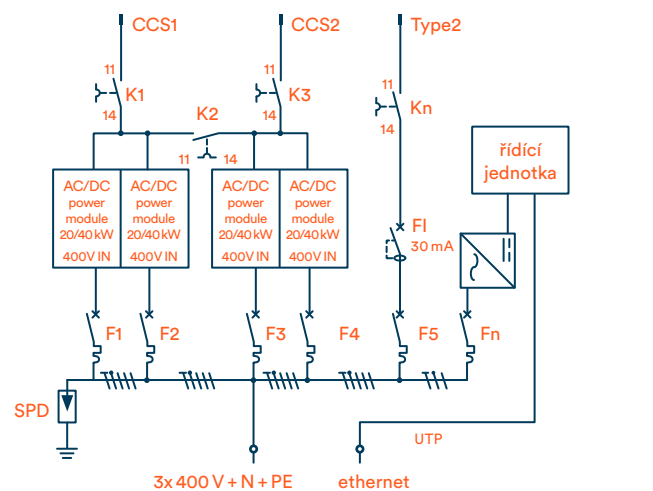 CCS1
CCS2
Type2
11
K1
14
11
K3
14
11
Kn
14
K2
11
14
řídící
jednotka
AC/DC
power
module
20/40 kW
400V IN
AC/DC
power
module
20/40 kW
400V IN
AC/DC
power
module
20/40 kW
400V IN
AC/DC
power
module
20/40 kW
400V IN
FI
30 mA
F1
F2
F3
F4
F5
Fn
SPD
UTP
3x 400 V + N + PE
ethernet